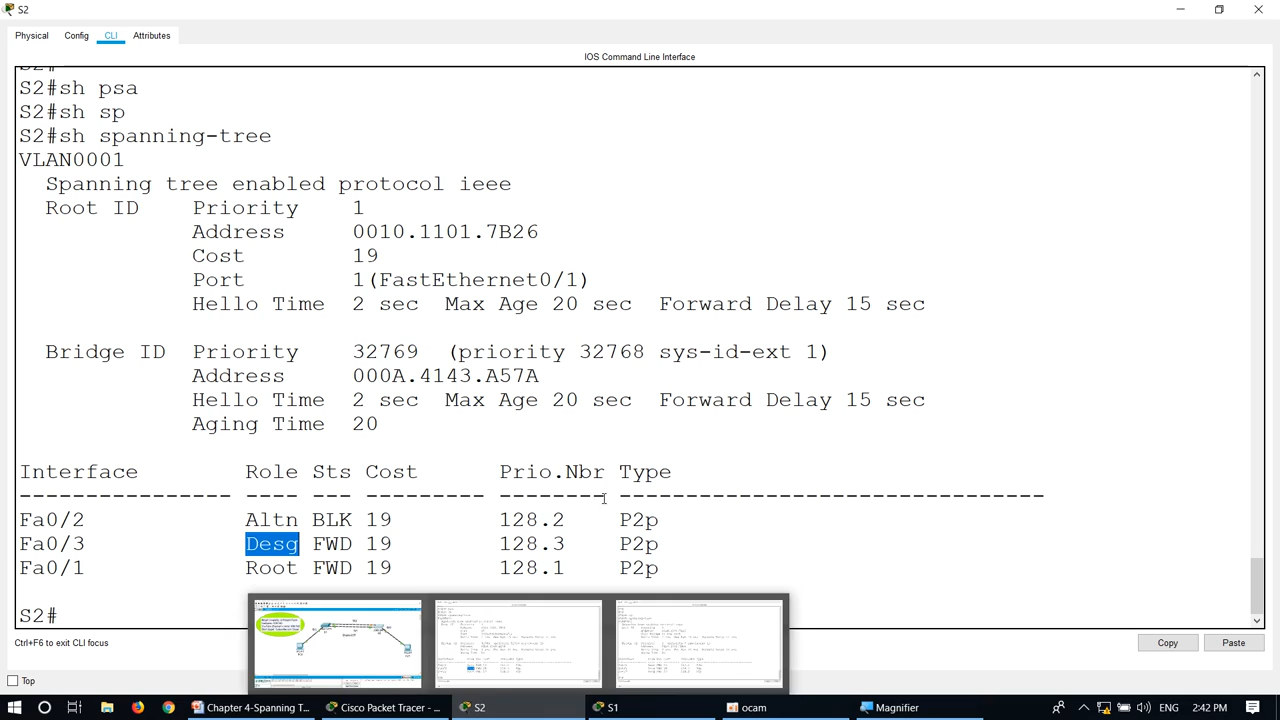 S2
Physical Config CLI Attributes
IOS Command Line Interface
S2#sh psa
S2#sh sp
S2#sh spanning-tree
VLAN0001
Spanning tree enabled protocol ieee
Root ID Priority 1
Address 0010.1101.7B26
Cost 19
Port 1(FastEthernet0/1)
Hello Time 2 sec Max Age 20 sec Forward Delay 15 sec
Bridge ID Priority 32769 (priority 32768 sys-id-ext 1)
Address 000A.4143.A57A
Hello Time 2 sec Max Age 20 sec Forward Delay 15 sec
Aging Time 20
Interface Role Sts Cost Prio.Nbr Type
---------------- ---- --- --------- -------- --------------------------------
Fa0/2 Altn BLK 19 128.2 P2p
Fa0/3 Desg FWD 19 128.3 P2p
Fa0/1 Root FWD 19 128.1 P2p
S2#
Ctrl+F6 to exit CLI focus
Copy Paste
Top
Chapter 4-Spanning T... Cisco Packet Tracer - ... S2 S1 ocam Magnifier ENG 2:42 PM